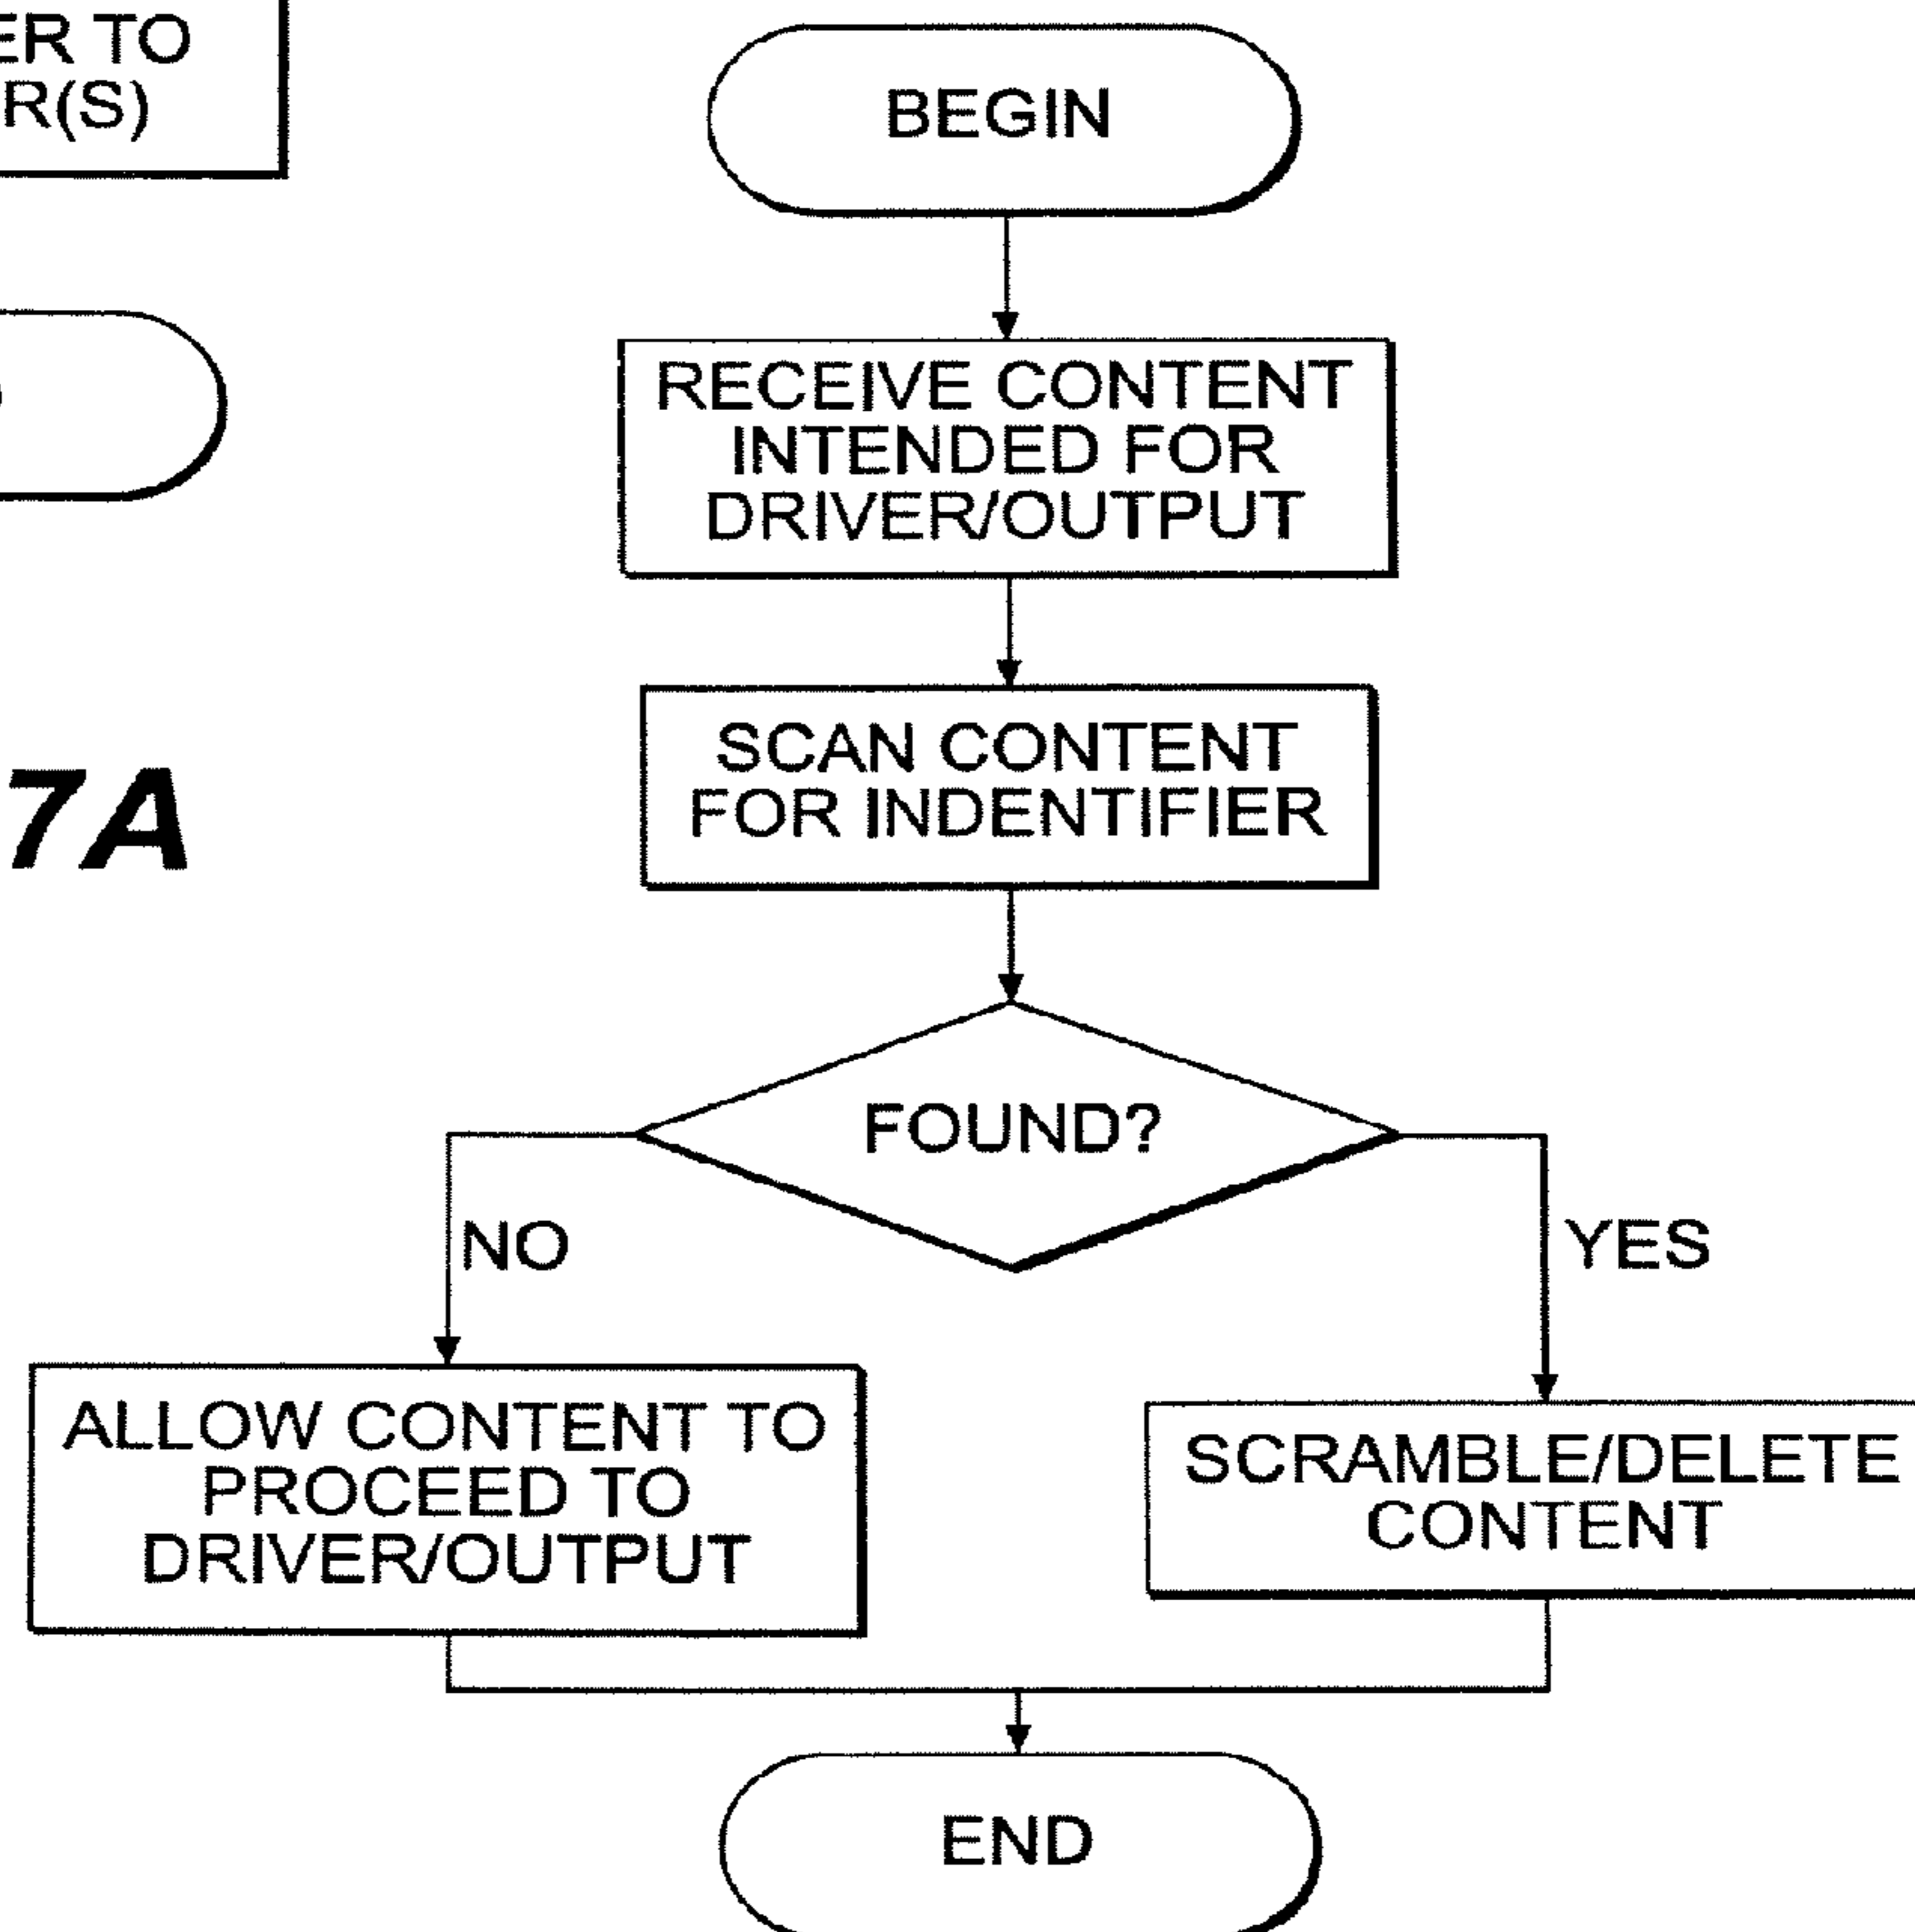 TO
R(S)
BEGIN
RECEIVE CONTENT
INTENDED FOR
DRIVER/OUTPUT
SCAN CONTENT
FOR INDENTIFIER
7A
FOUND?
NO
YES
ALLOW CONTENT TO
PROCEED TO
DRIVER/OUTPUT
SCRAMBLE/DELETE
CONTENT
END